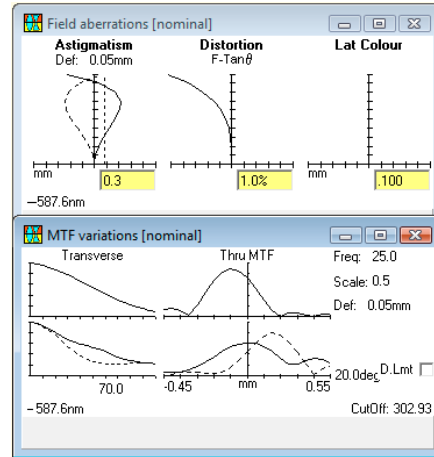 Field aberrations [nominal]
Astigmatism Distortion Lat Colour
Def: 0.05mm F-Tanθ
mm 0.3 1.0% .100
−587.6nm
MTF variations [nominal]
Transverse Thru MTF Freq: 25.0
Scale: 0.5
Def: 0.05mm
70.0 -0.45 mm 0.55 20.0deg D.Lmt
−587.6nm CutOff: 302.93